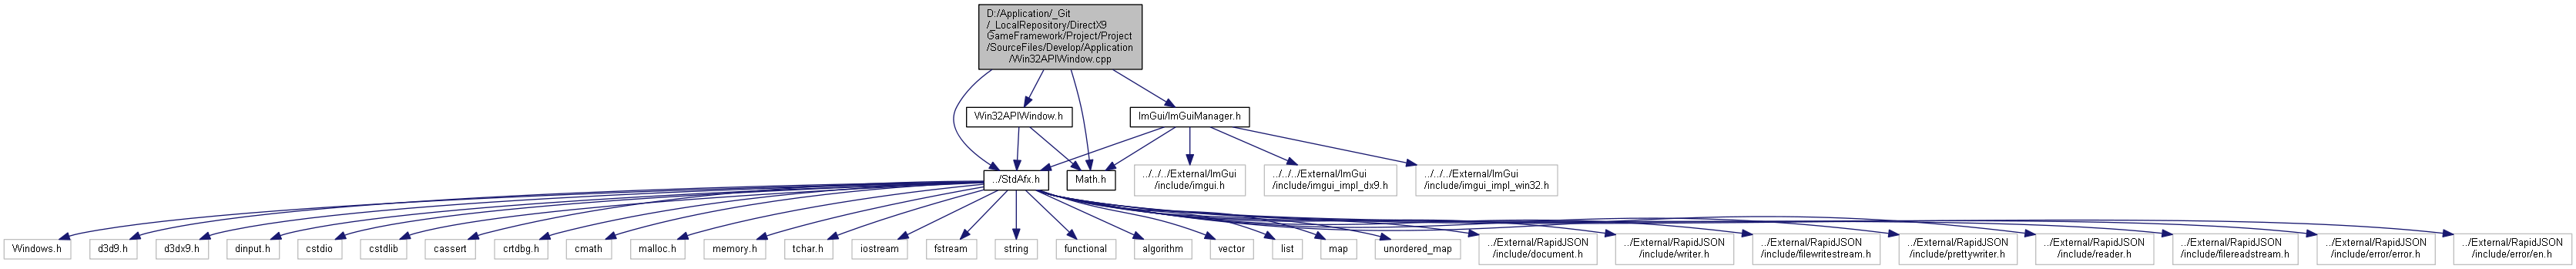 D:/Application/_Git
/_LocalRepository/DirectX9
GameFramework/Project/Project
/SourceFiles/Develop/Application
/Win32APIWindow.cpp
Win32APIWindow.h
ImGui/ImGuiManager.h
../StdAfx.h
Math.h
../../../External/ImGui
/include/imgui.h
../../../External/ImGui
/include/imgui_impl_dx9.h
../../../External/ImGui
/include/imgui_impl_win32.h
Windows.h
d3d9.h
d3dx9.h
dinput.h
cstdio
cstdlib
cassert
crtdbg.h
cmath
malloc.h
memory.h
tchar.h
iostream
fstream
string
functional
algorithm
vector
list
map
unordered_map
../External/RapidJSON
/include/document.h
../External/RapidJSON
/include/writer.h
../External/RapidJSON
/include/filewritestream.h
../External/RapidJSON
/include/prettywriter.h
../External/RapidJSON
/include/reader.h
../External/RapidJSON
/include/filereadstream.h
../External/RapidJSON
/include/error/error.h
../External/RapidJSON
/include/error/en.h